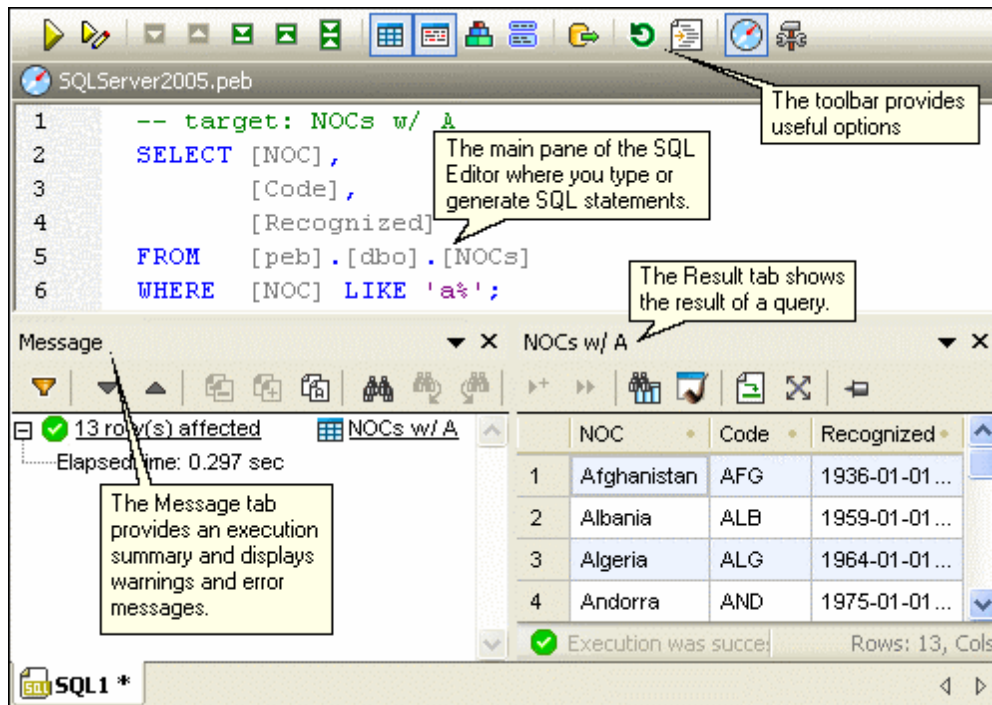 SQLServer2005.peb
The toolbar provides
useful options
1 -- target: NOCs w/ A
2 SELECT [NOC],
3 [Code],
4 [Recognized]
5 FROM [peb].[dbo].[NOCs]
6 WHERE [NOC] LIKE 'a%';
The main pane of the SQL
Editor where you type or
generate SQL statements.
The Result tab shows
the result of a query.
Message
13 row(s) affected NOCs w/ A
Elapsed time: 0.297 sec
The Message tab
provides an execution
summary and displays
warnings and error
messages.
NOCs w/ A
NOC Code Recognized
1 Afghanistan AFG 1936-01-01...
2 Albania ALB 1959-01-01...
3 Algeria ALG 1964-01-01...
4 Andorra AND 1975-01-01...
Execution was succes Rows: 13, Cols
SQL1 *